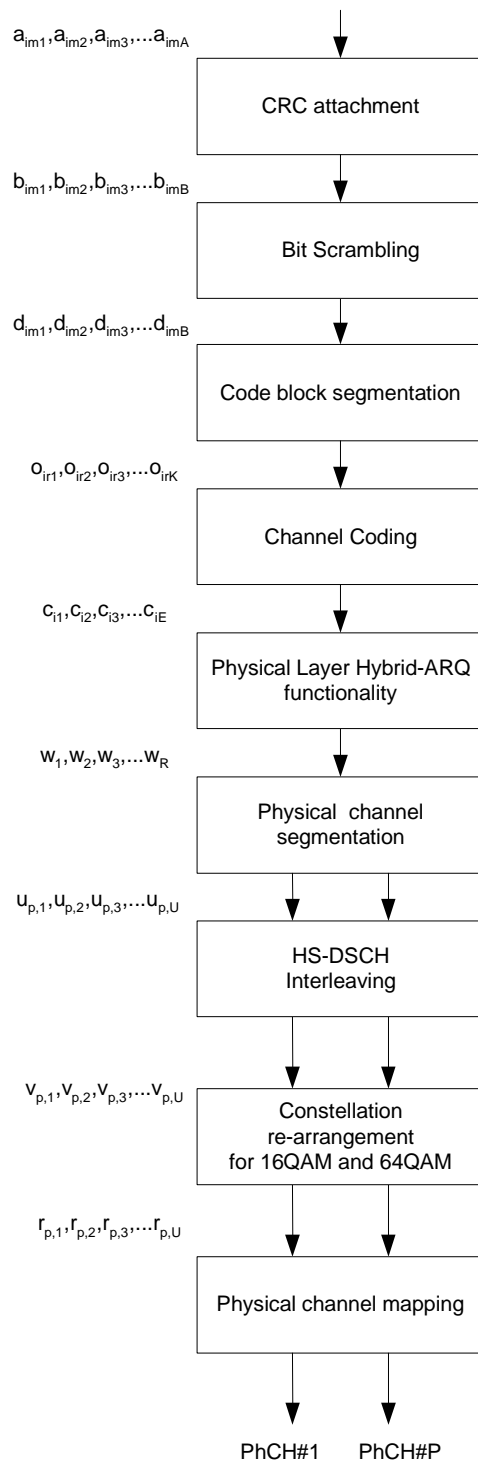 a_im1,a_im2,a_im3,...a_imA
CRC attachment
b_im1,b_im2,b_im3,...b_imB
Bit Scrambling
d_im1,d_im2,d_im3,...d_imB
Code block segmentation
o_ir1,o_ir2,o_ir3,...o_irK
Channel Coding
c_i1,c_i2,c_i3,...c_iE
Physical Layer Hybrid-ARQ
functionality
w_1,w_2,w_3,...w_R
Physical channel
segmentation
u_p,1,u_p,2,u_p,3,...u_p,U
HS-DSCH
Interleaving
v_p,1,v_p,2,v_p,3,...v_p,U
Constellation
re-arrangement
for 16QAM and 64QAM
r_p,1,r_p,2,r_p,3,...r_p,U
Physical channel mapping
PhCH#1 PhCH#P